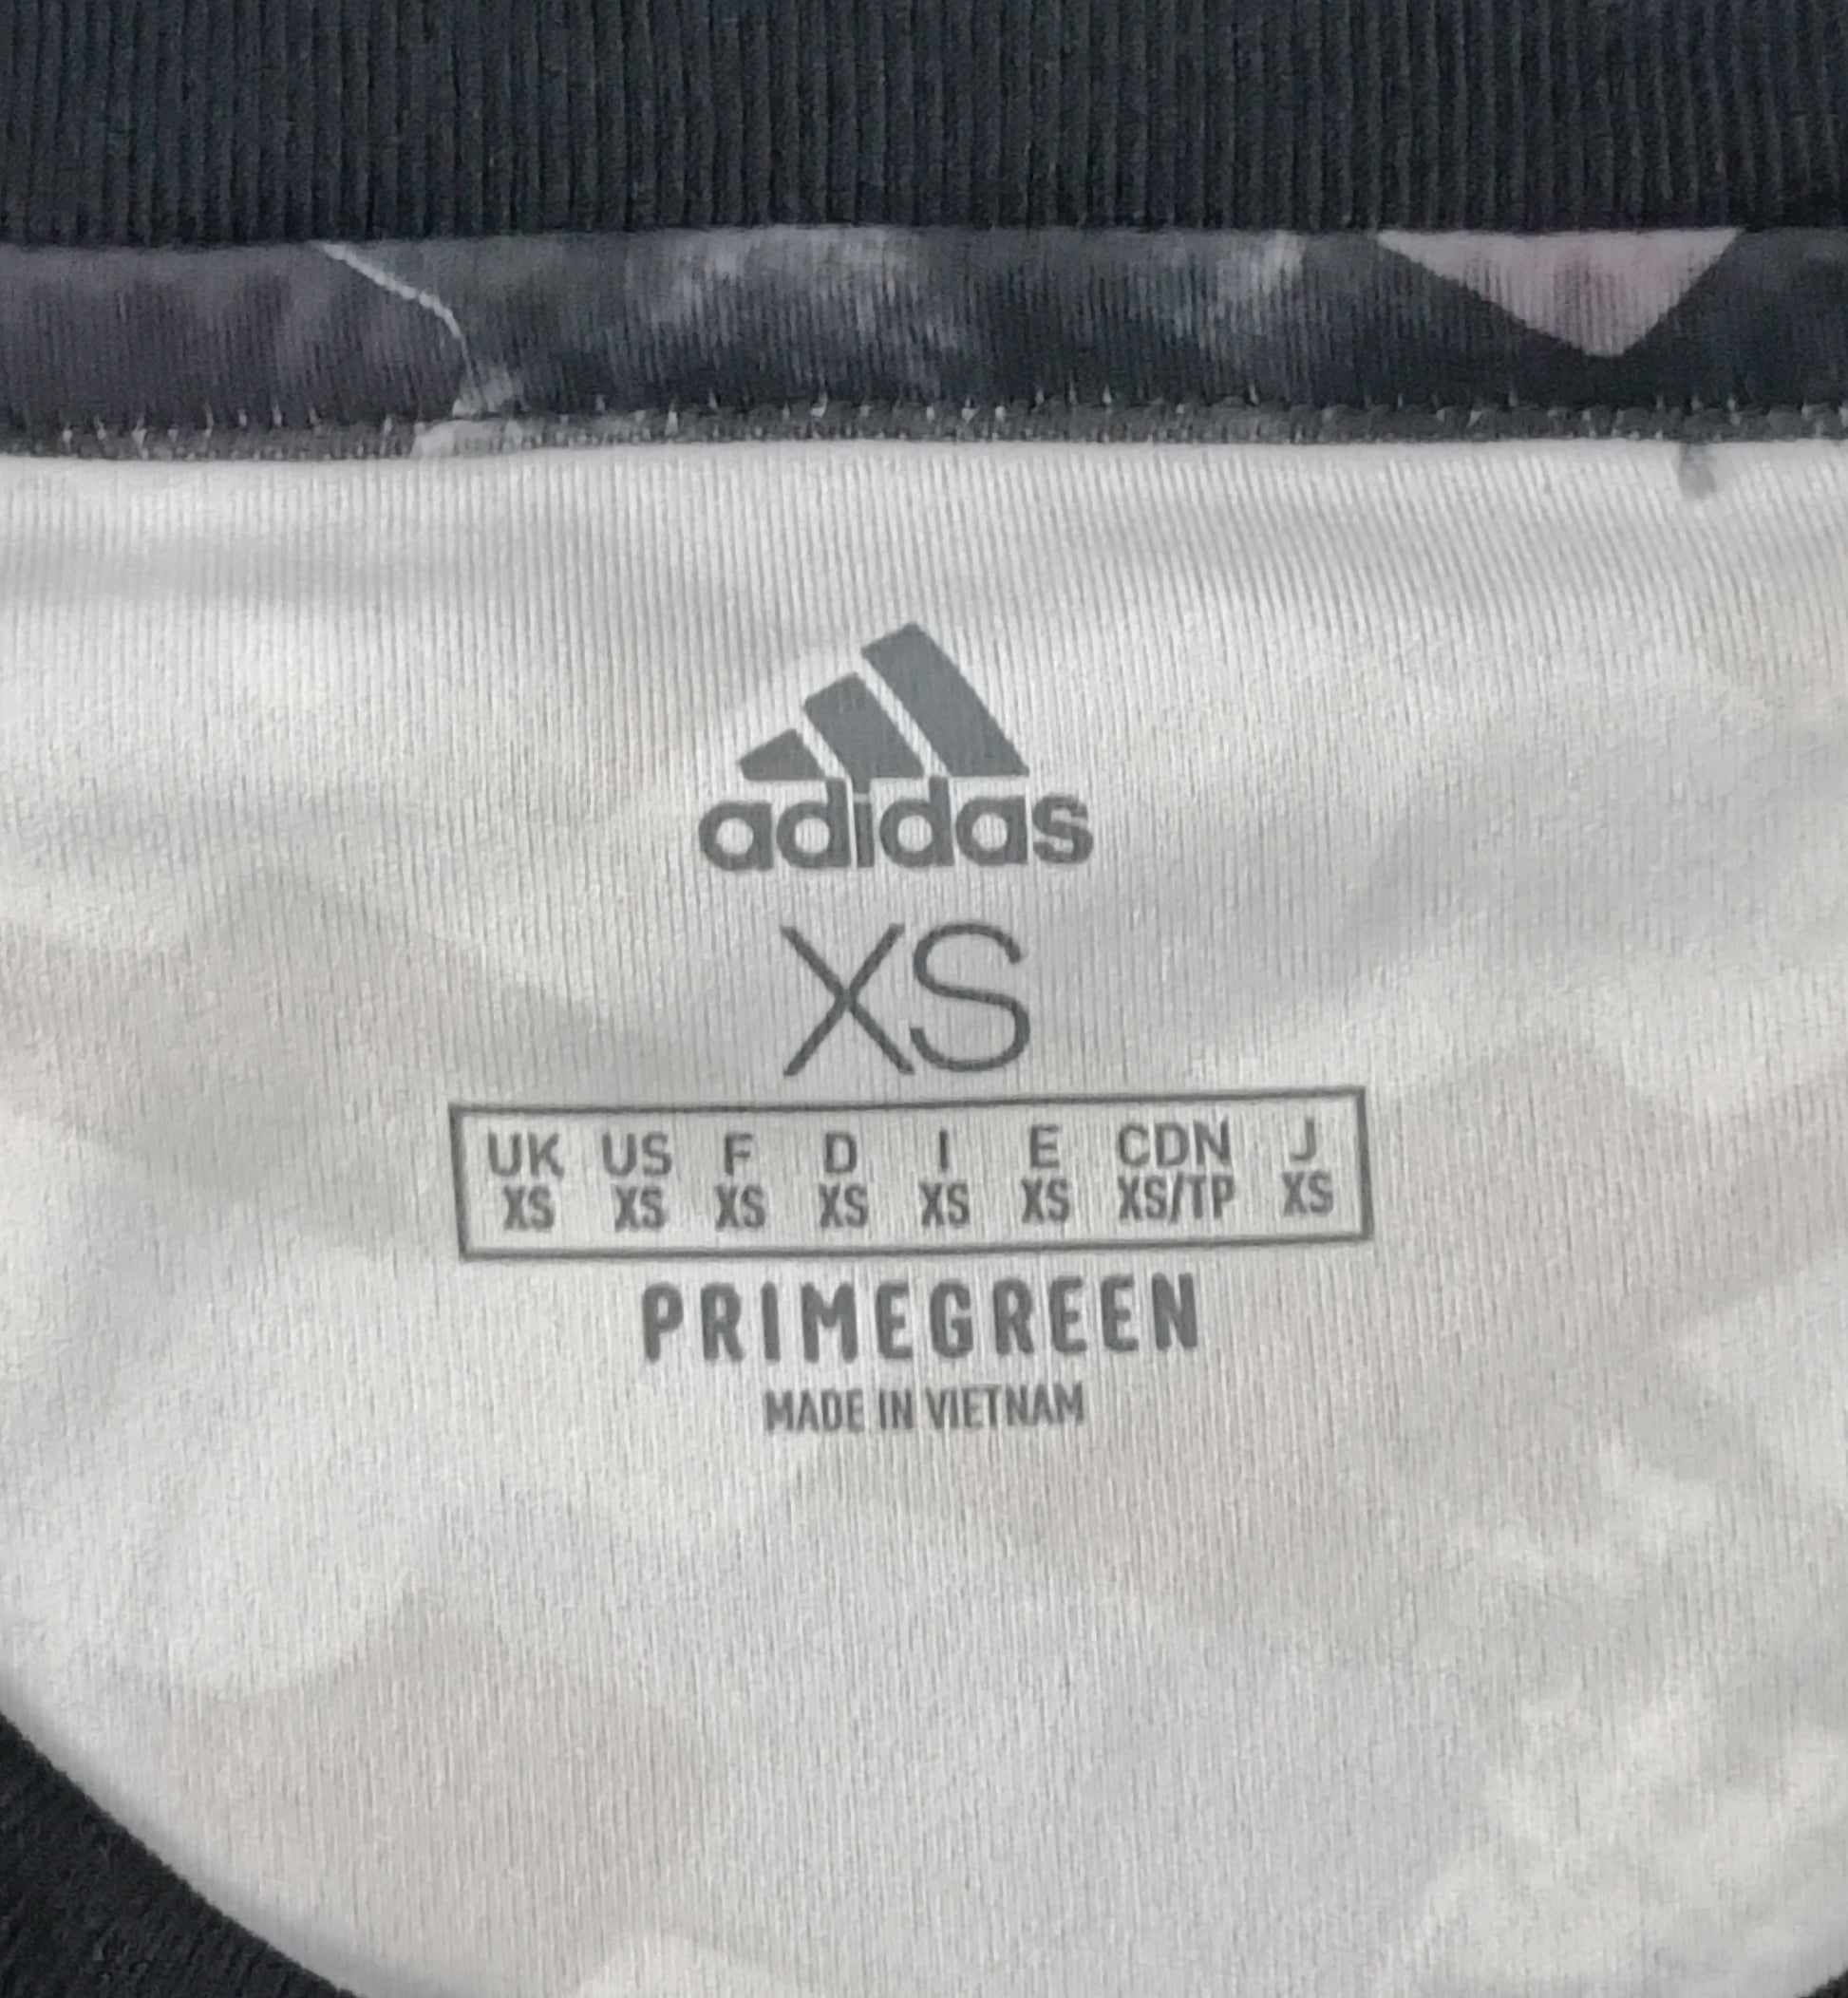 adidas
XS
UK US F D I E CDN J
XS XS XS XS XS XS XS/TP XS
PRIMEGREEN
MADE IN VIETNAM